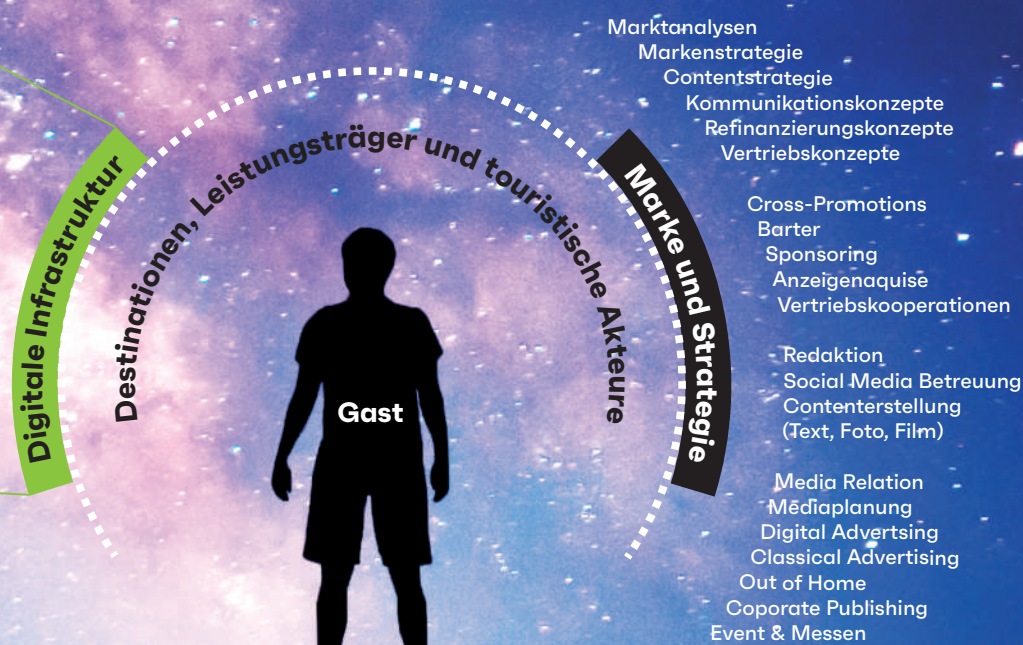 Digitale Infrastruktur
Destinationen, Leistungsträger und touristische Akteure
Gast
Marke und Strategie
Marktanalysen
Markenstrategie
Contentstrategie
Kommunikationskonzepte
Refinanzierungskonzepte
Vertriebskonzepte
Cross-Promotions
Barter
Sponsoring
Anzeigenaquise
Vertriebskooperationen
Redaktion
Social Media Betreuung
Contenterstellung
(Text, Foto, Film)
Media Relation
Mediaplanung
Digital Advertsing
Classical Advertising
Out of Home
Coporate Publishing
Event & Messen